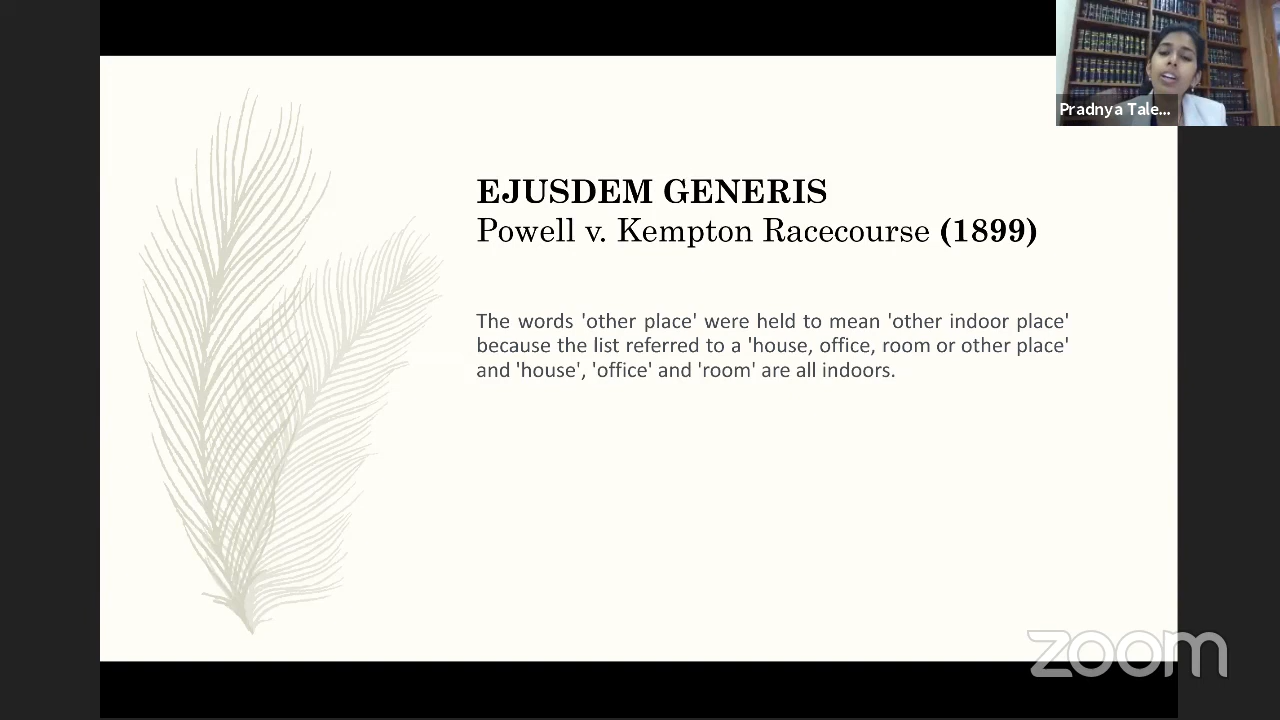 Pradnya Tale...
EJUSDEM GENERIS
Powell v. Kempton Racecourse (1899)
The words 'other place' were held to mean 'other indoor place'
because the list referred to a 'house, office, room or other place'
and 'house', 'office' and 'room' are all indoors.
zoom